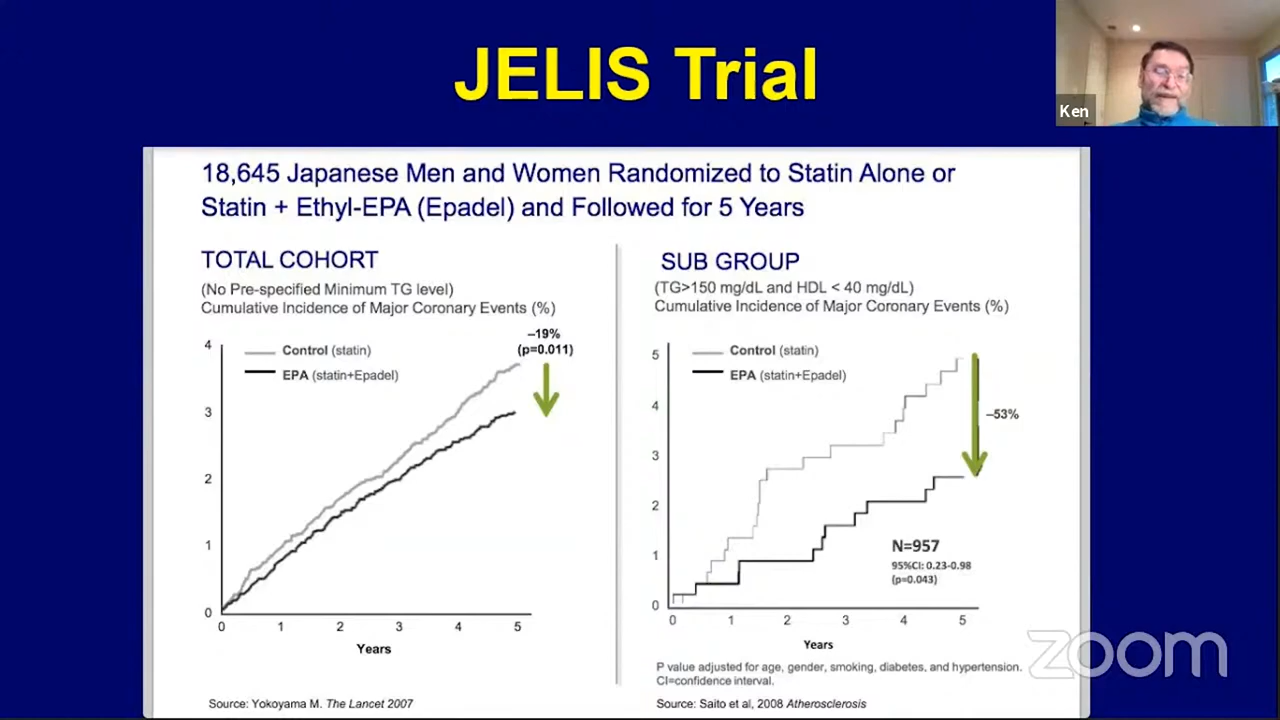 JELIS Trial
Ken
18,645 Japanese Men and Women Randomized to Statin Alone or
Statin + Ethyl-EPA (Epadel) and Followed for 5 Years
TOTAL COHORT
(No Pre-specified Minimum TG level)
Cumulative Incidence of Major Coronary Events (%)
–19%
(p=0.011)
Control (statin)
EPA (statin+Epadel)
4
3
2
1
0
0 1 2 3 4 5
Years
Source: Yokoyama M. The Lancet 2007
SUB GROUP
(TG>150 mg/dL and HDL < 40 mg/dL)
Cumulative Incidence of Major Coronary Events (%)
Control (statin)
EPA (statin+Epadel)
–53%
5
4
3
2
1
0
N=957
95%CI: 0.23-0.98
(p=0.043)
0 1 2 3 4 5
Years
P value adjusted for age, gender, smoking, diabetes, and hypertension.
CI=confidence interval.
Source: Saito et al, 2008 Atherosclerosis
zoom